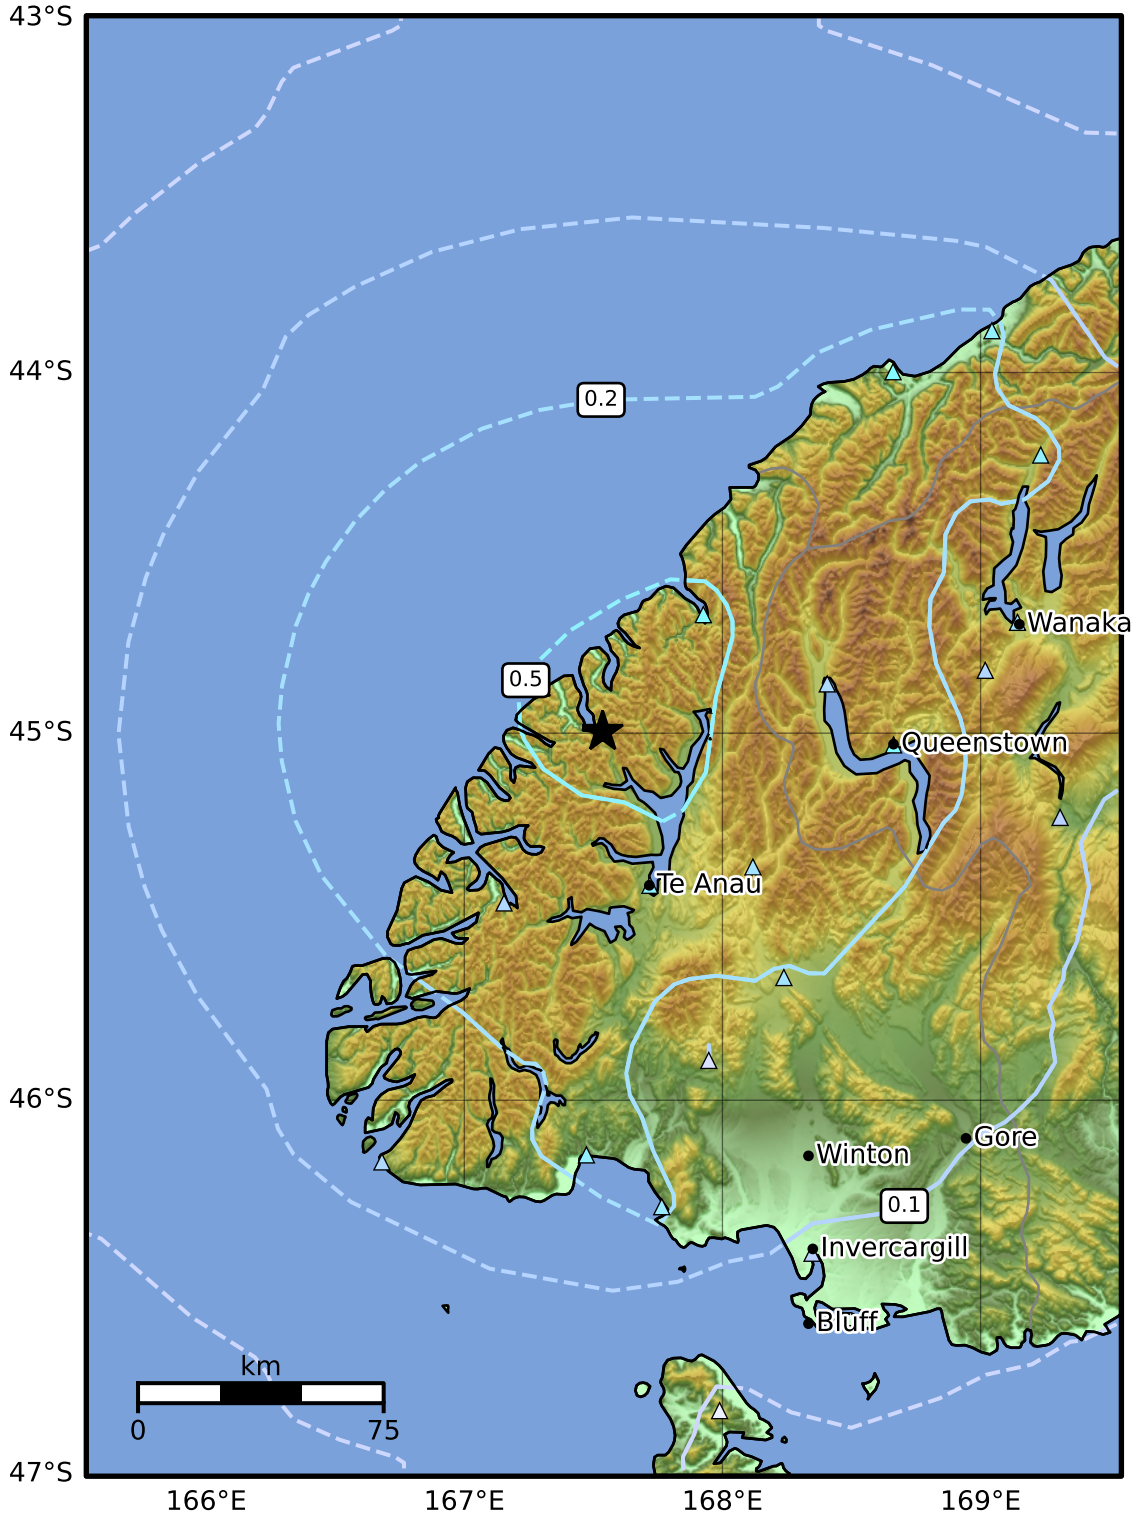 43°S
44°S
0.2
Wanaka
0.5
45°S
Queenstown
Te Anau
46°S
Gore
Winton
0.1
Invercargill
Bluff
km
0 75
47°S
166°E 167°E 168°E 169°E